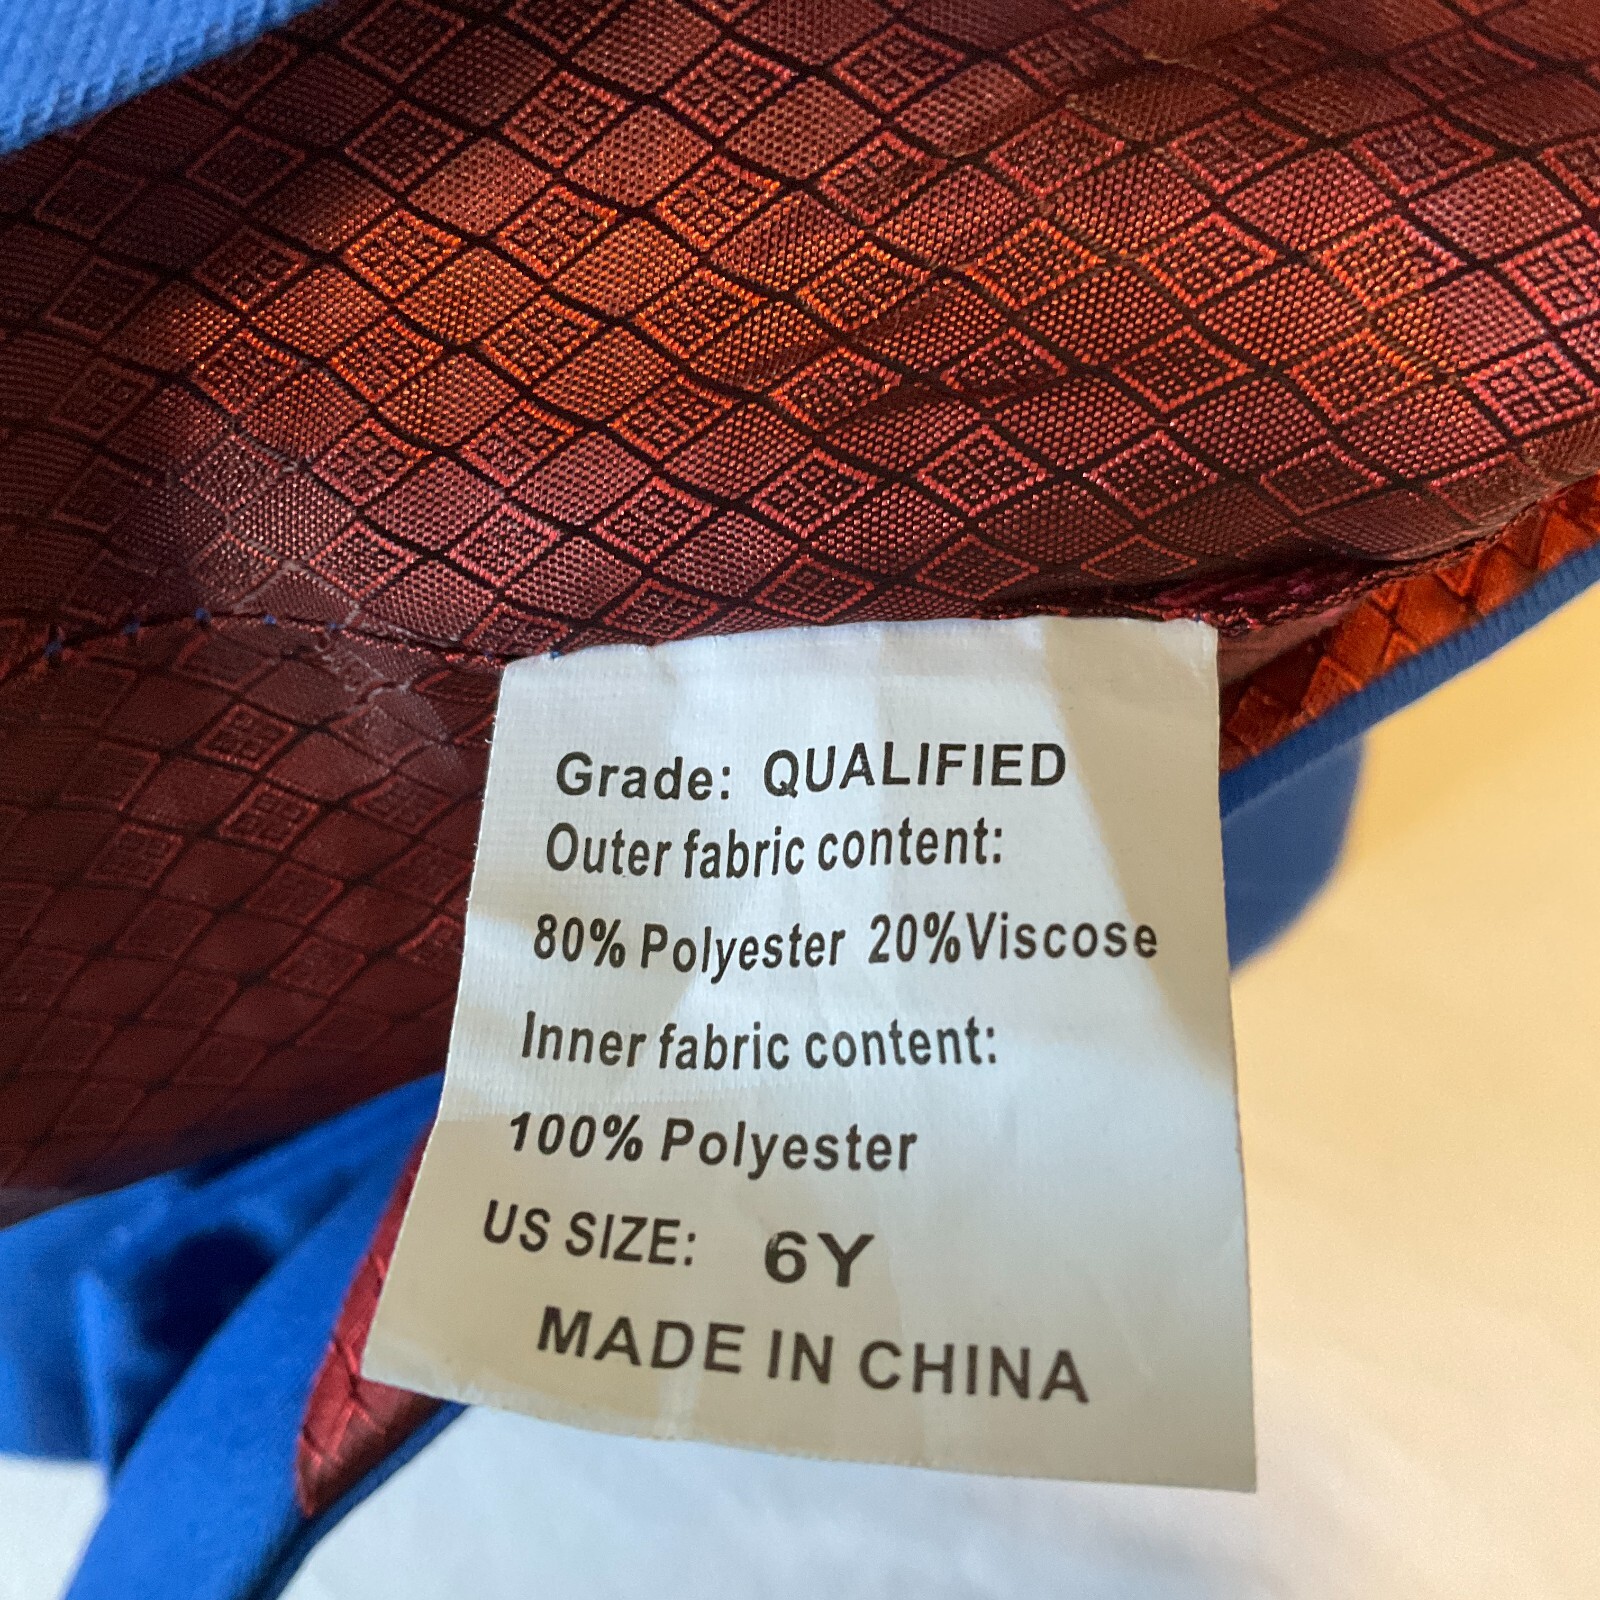 Grade: QUALIFIED
Outer fabric content:
80% Polyester 20%Viscose
Inner fabric content:
100% Polyester
US SIZE: 6Y
MADE IN CHINA